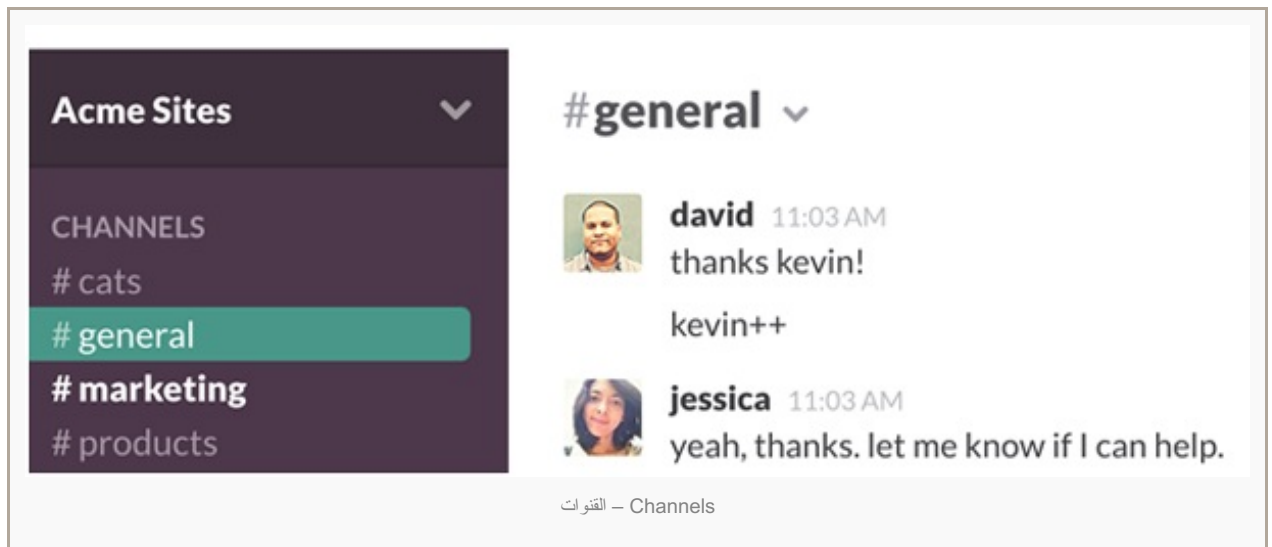 Acme Sites
CHANNELS
# cats
# general
# marketing
# products
#general
david 11:03 AM
thanks kevin!
kevin++
jessica 11:03 AM
yeah, thanks. let me know if I can help.
القنوات – Channels